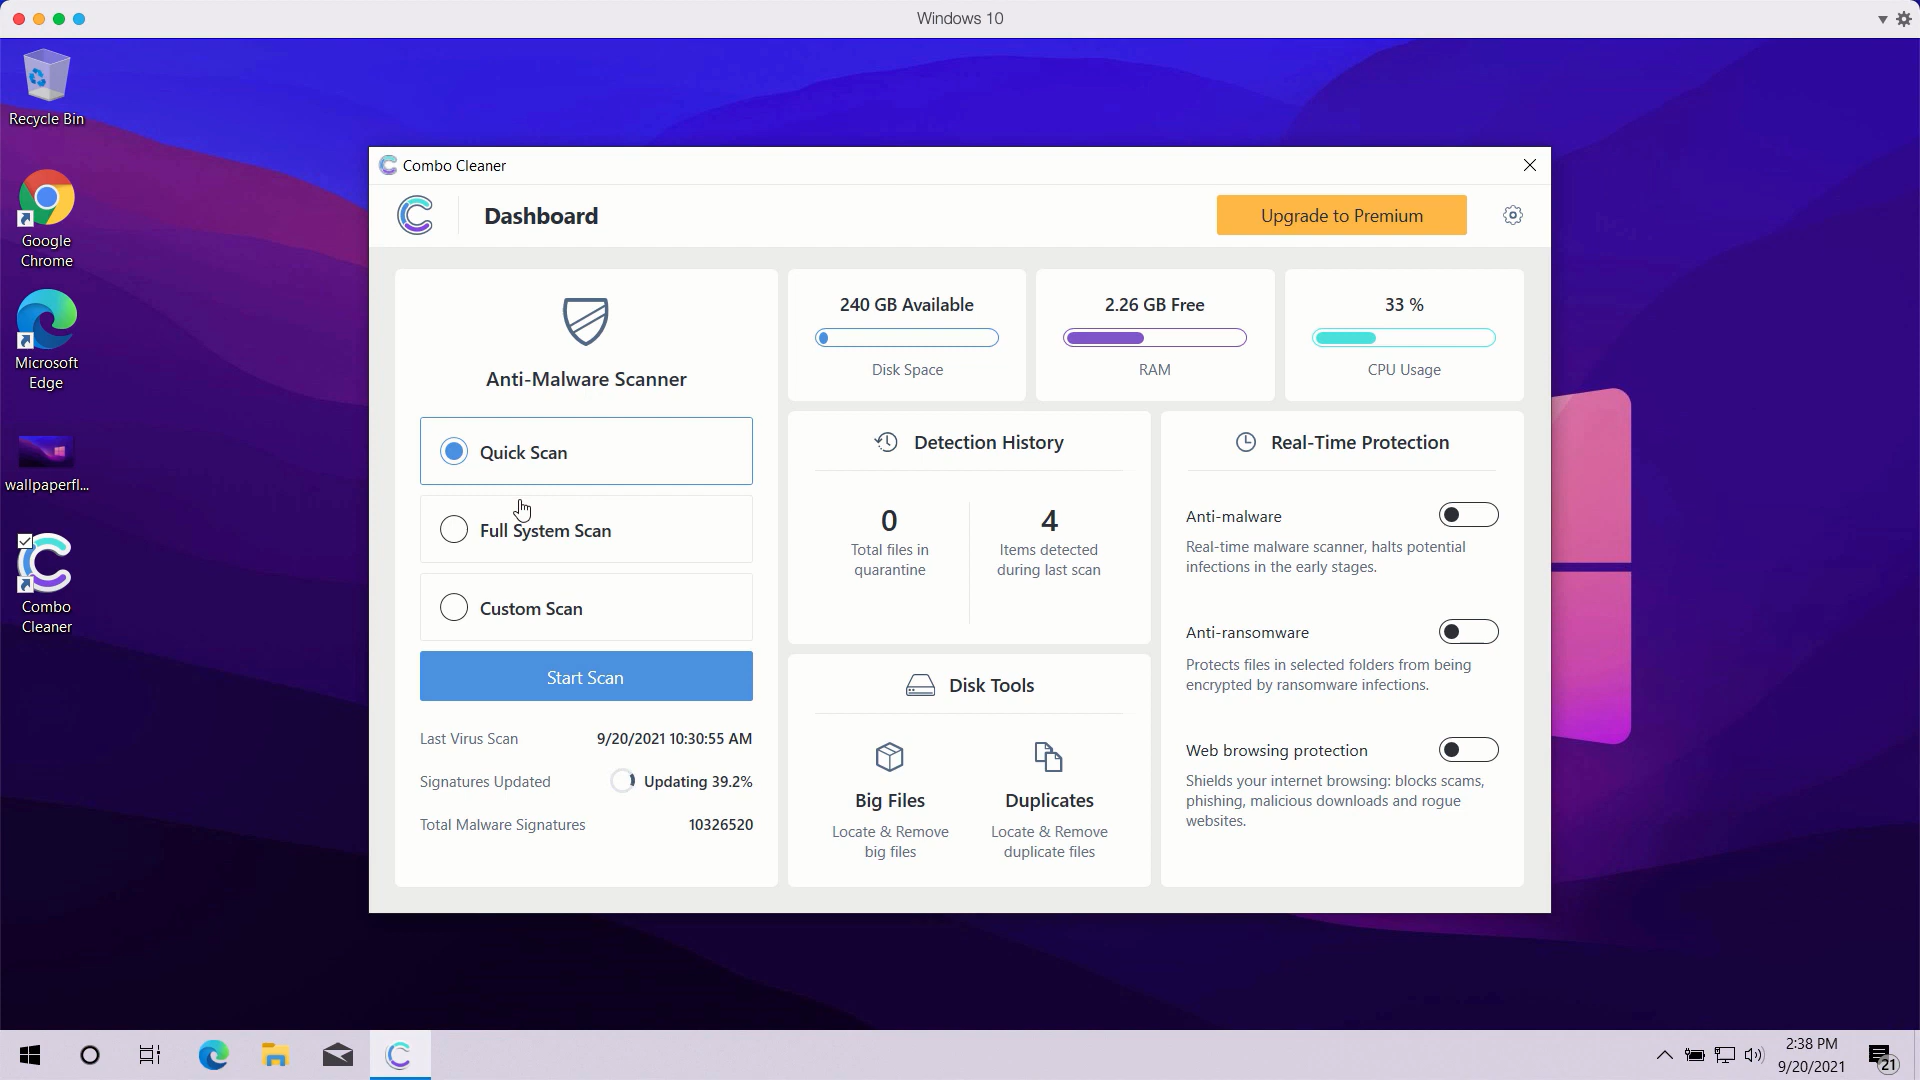 Windows 10
Recycle Bin
Google
Chrome
Microsoft
Edge
wallpaperfl...
Combo
Cleaner
Combo Cleaner
Dashboard
Upgrade to Premium
Anti-Malware Scanner
Quick Scan
Full System Scan
Custom Scan
Start Scan
Last Virus Scan 9/20/2021 10:30:55 AM
Signatures Updated Updating 39.2%
Total Malware Signatures 10326520
240 GB Available
Disk Space
2.26 GB Free
RAM
33 %
CPU Usage
Detection History
0
Total files in
quarantine
4
Items detected
during last scan
Disk Tools
Big Files
Locate & Remove
big files
Duplicates
Locate & Remove
duplicate files
Real-Time Protection
Anti-malware
Real-time malware scanner, halts potential
infections in the early stages.
Anti-ransomware
Protects files in selected folders from being
encrypted by ransomware infections.
Web browsing protection
Shields your internet browsing: blocks scams,
phishing, malicious downloads and rogue
websites.
2:38 PM
9/20/2021
21